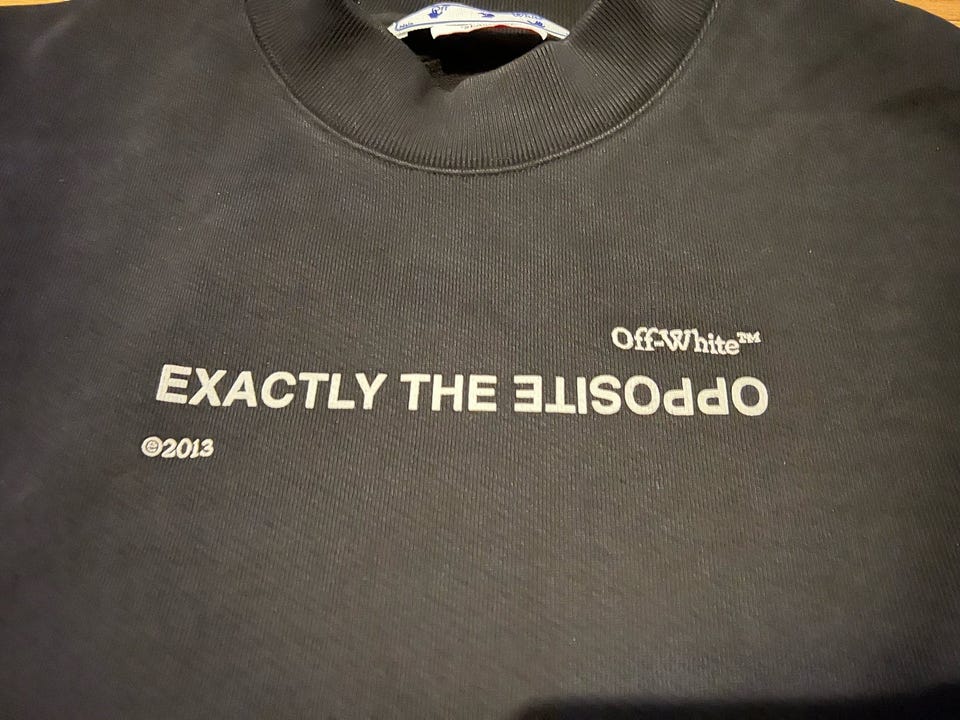 Off-White™
EXACTLY THE OPPOSITE
©2013